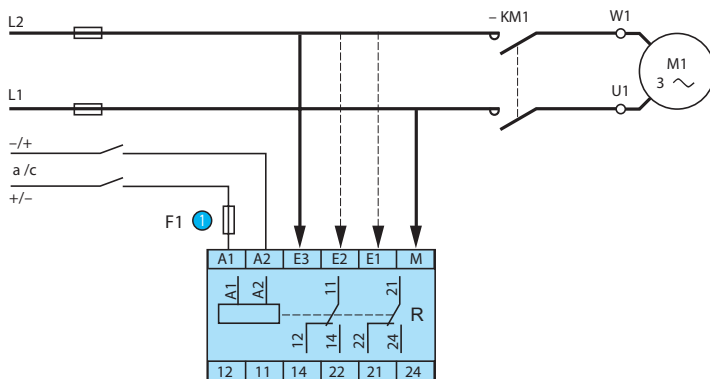 L2
– KM1
W1
M1
3
L1
U1
–/+
a /c
+/–
F1 1
A1 A2 E3 E2 E1 M
A1 A2 11 21
R
12 14 22 24
12 11 14 22 21 24